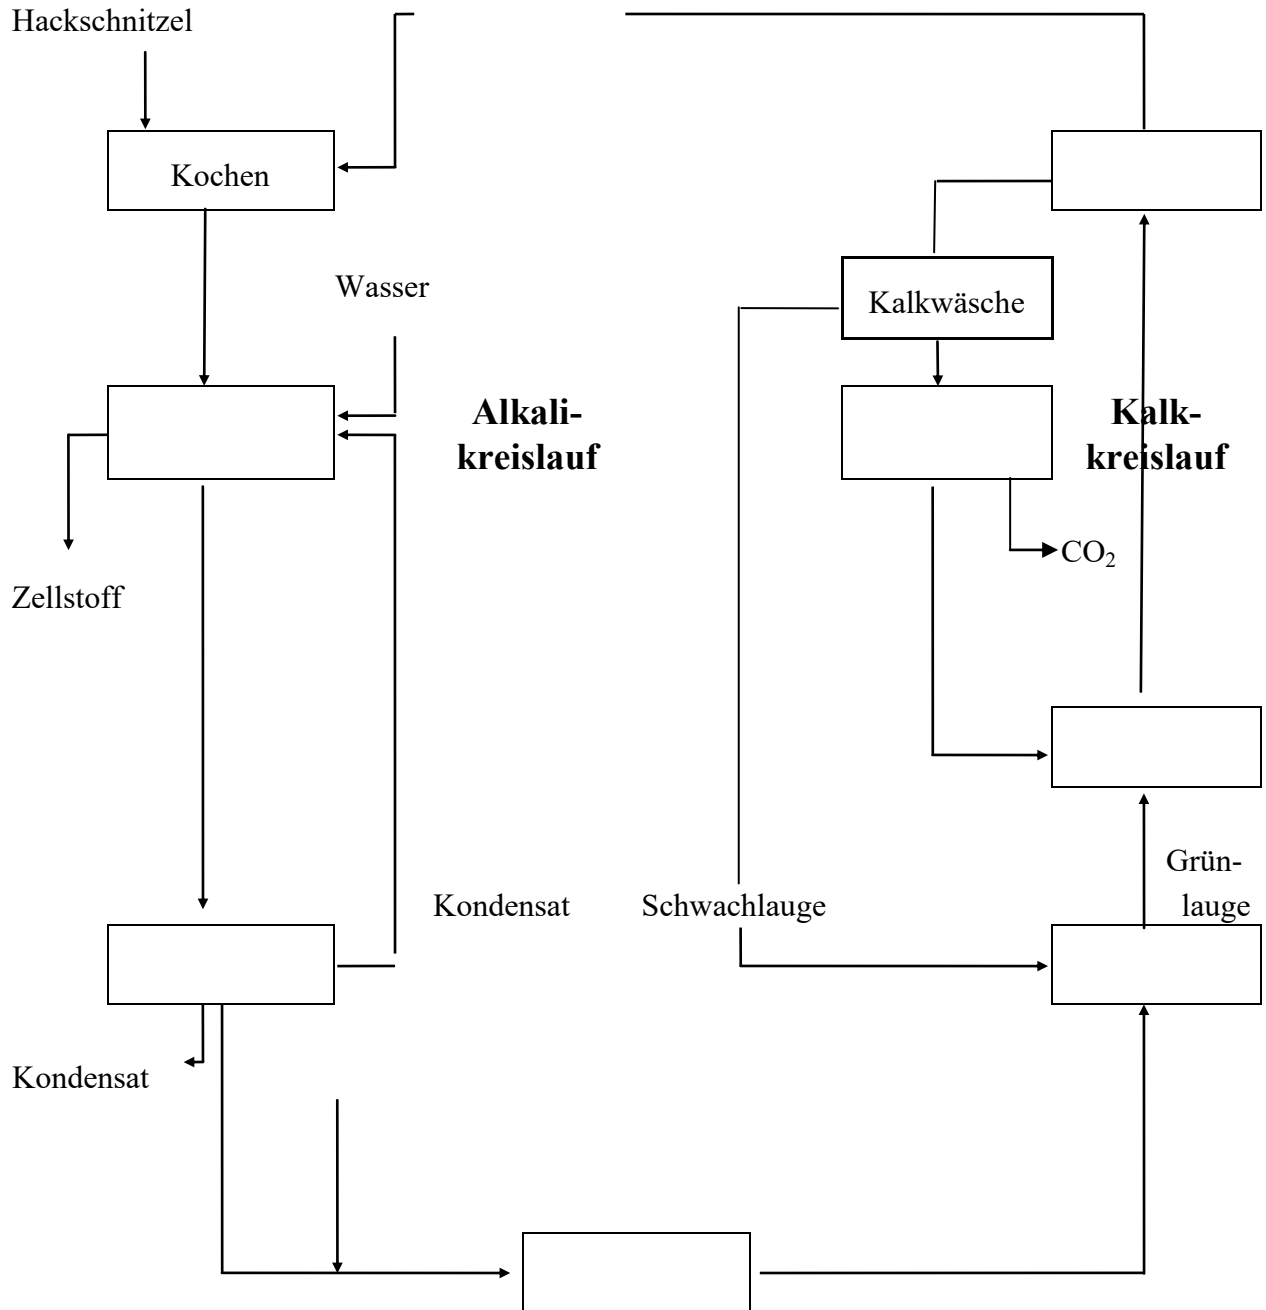 Hackschnitzel
Kochen
Wasser
Kalkwäsche
Alkali-
kreislauf
Kalk-
kreislauf
CO₂
Zellstoff
Grün-
lauge
Kondensat
Schwachlauge
Kondensat